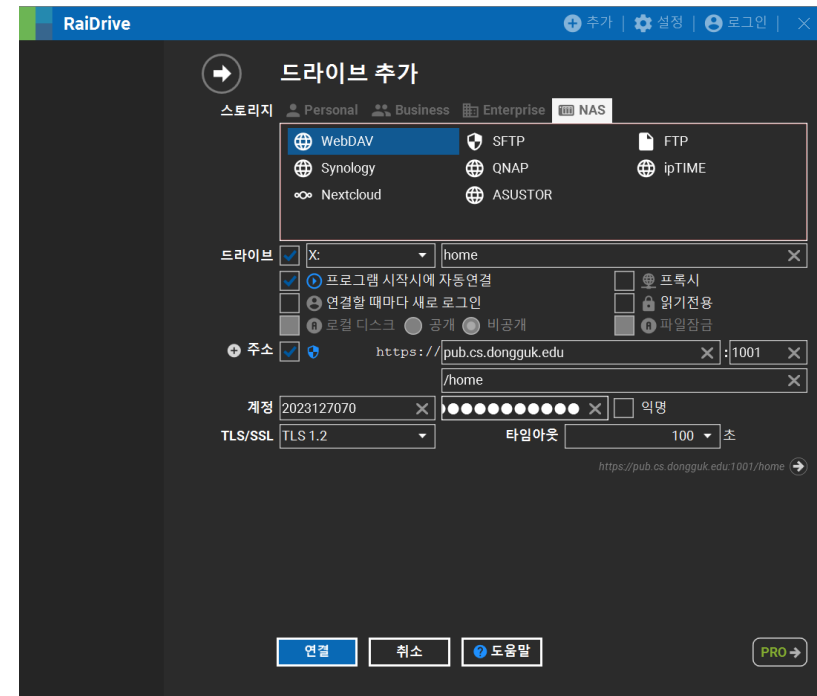 RaiDrive 추가 | 설정 | 로그인 |
드라이브 추가
스토리지 Personal Business Enterprise NAS
WebDAV SFTP FTP
Synology QNAP ipTIME
Nextcloud ASUSTOR
드라이브 X: home
프로그램 시작시에 자동연결 프록시
연결할 때마다 새로 로그인 읽기전용
로컬 디스크 공개 비공개 파일잠금
주소 https:// pub.cs.dongguk.edu : 1001
/home
계정 2023127070 ●●●●●●●●●● 익명
TLS/SSL TLS 1.2 타임아웃 100 초
https://pub.cs.dongguk.edu:1001/home
연결 취소 도움말 PRO